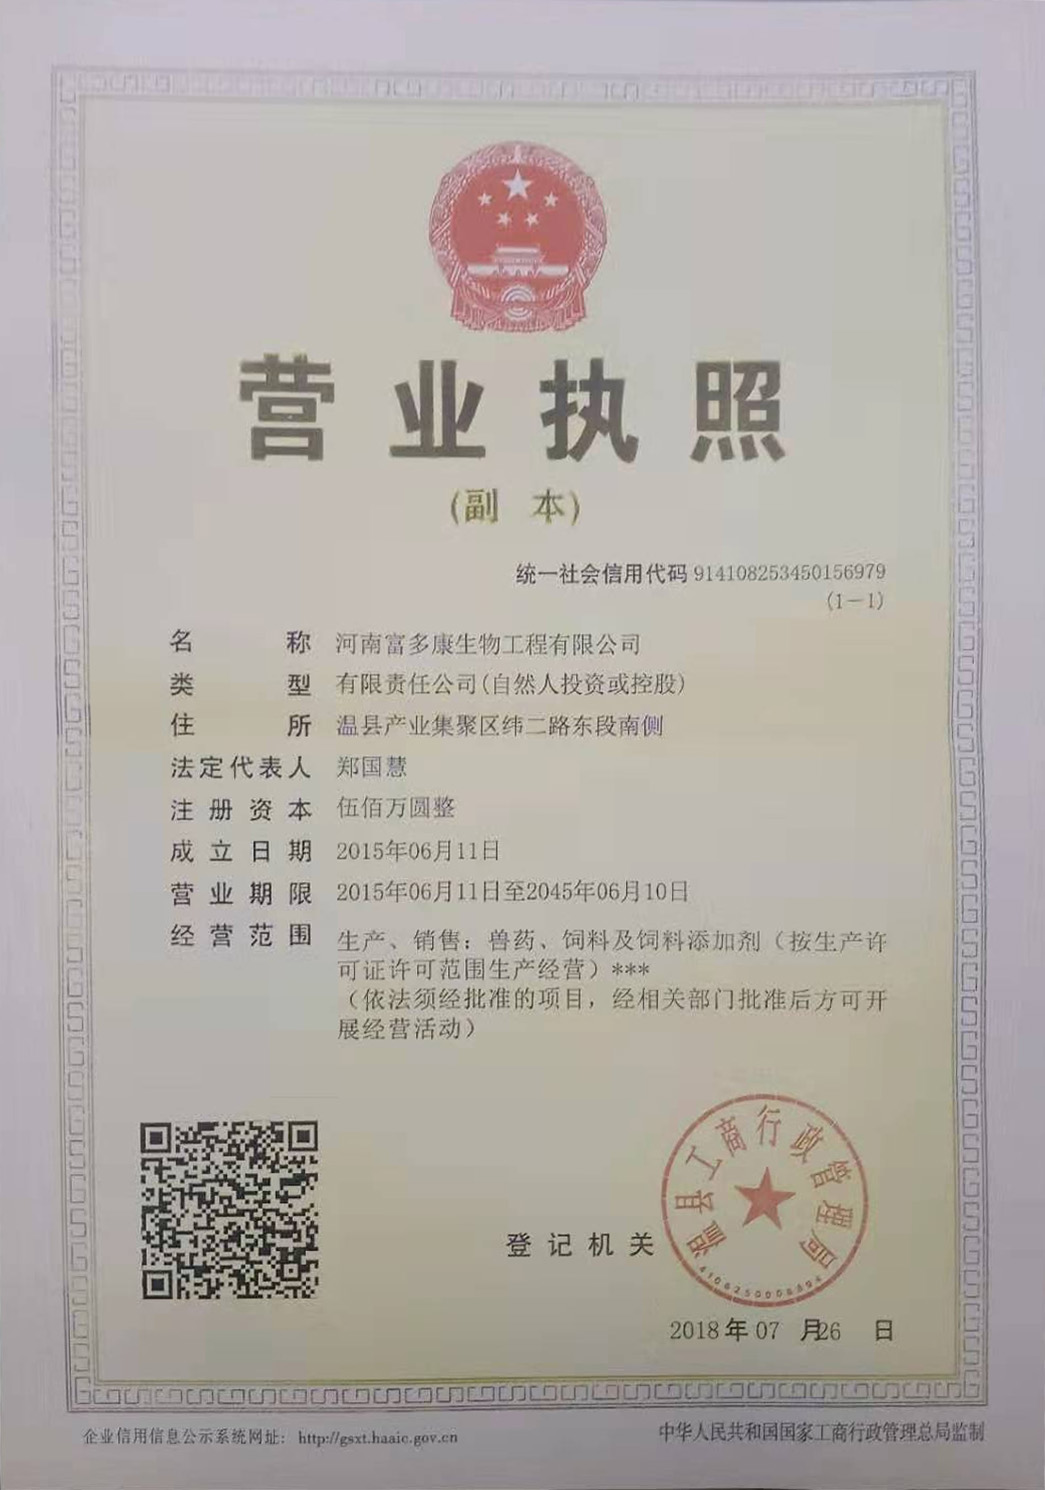 营业执照
(副 本)
统一社会信用代码 914108253450156979
(1-1)
名称 河南富多康生物工程有限公司
类型 有限责任公司(自然人投资或控股)
住所 温县产业集聚区纬二路东段南侧
法定代表人 郑国慧
注册资本 伍佰万圆整
成立日期 2015年06月11日
营业期限 2015年06月11日至2045年06月10日
经营范围 生产、销售：兽药、饲料及饲料添加剂（按生产许
可证许可范围生产经营）***
（依法须经批准的项目，经相关部门批准后方可开
展经营活动）
温县工商行政管理局
登记机关
2018年07月26日
企业信用信息公示系统网址： http://gsxt.haaic.gov.cn
中华人民共和国国家工商行政管理总局监制